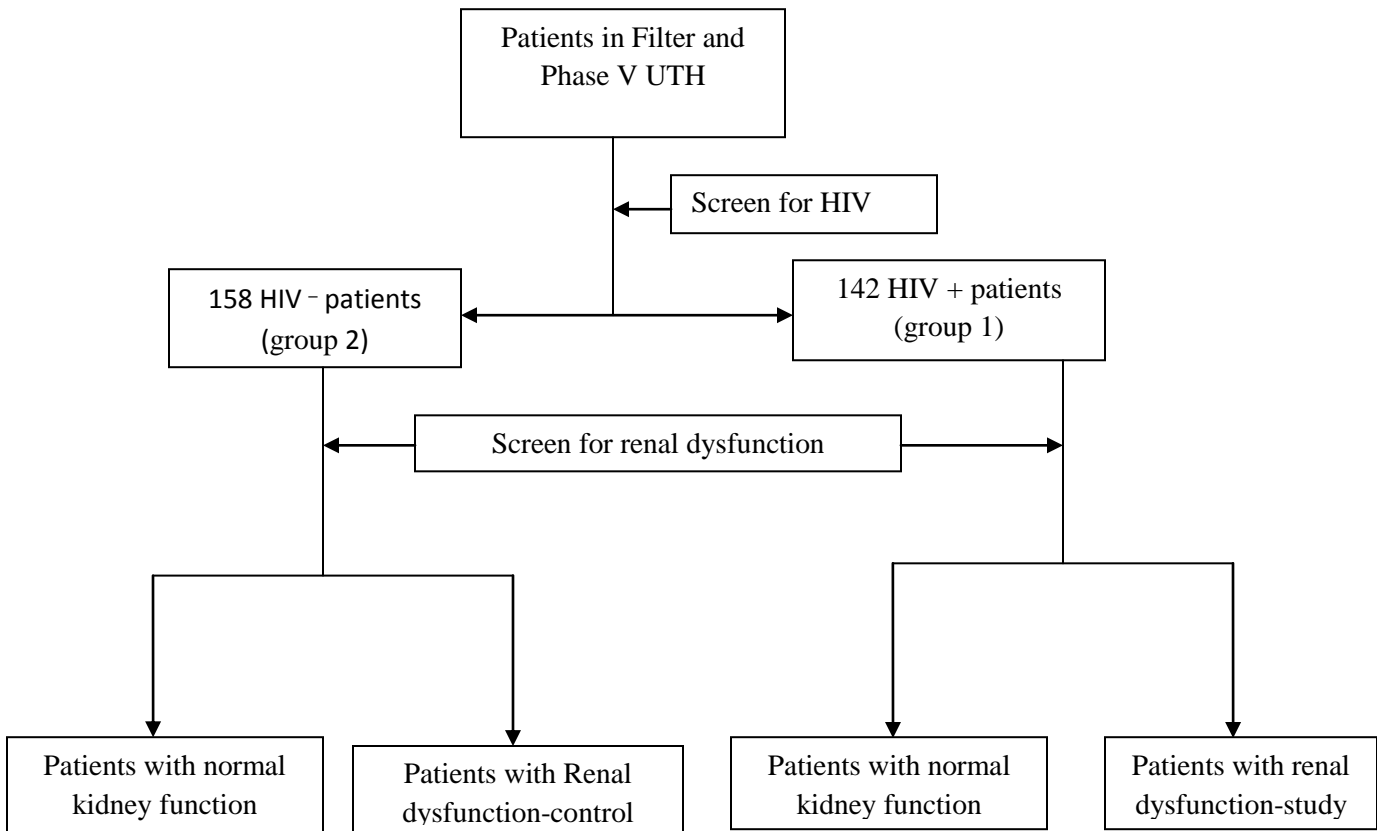 Patients in Filter and
Phase V UTH
Screen for HIV
158 HIV – patients
(group 2)
142 HIV + patients
(group 1)
Screen for renal dysfunction
Patients with normal
kidney function
Patients with Renal
dysfunction-control
Patients with normal
kidney function
Patients with renal
dysfunction-study